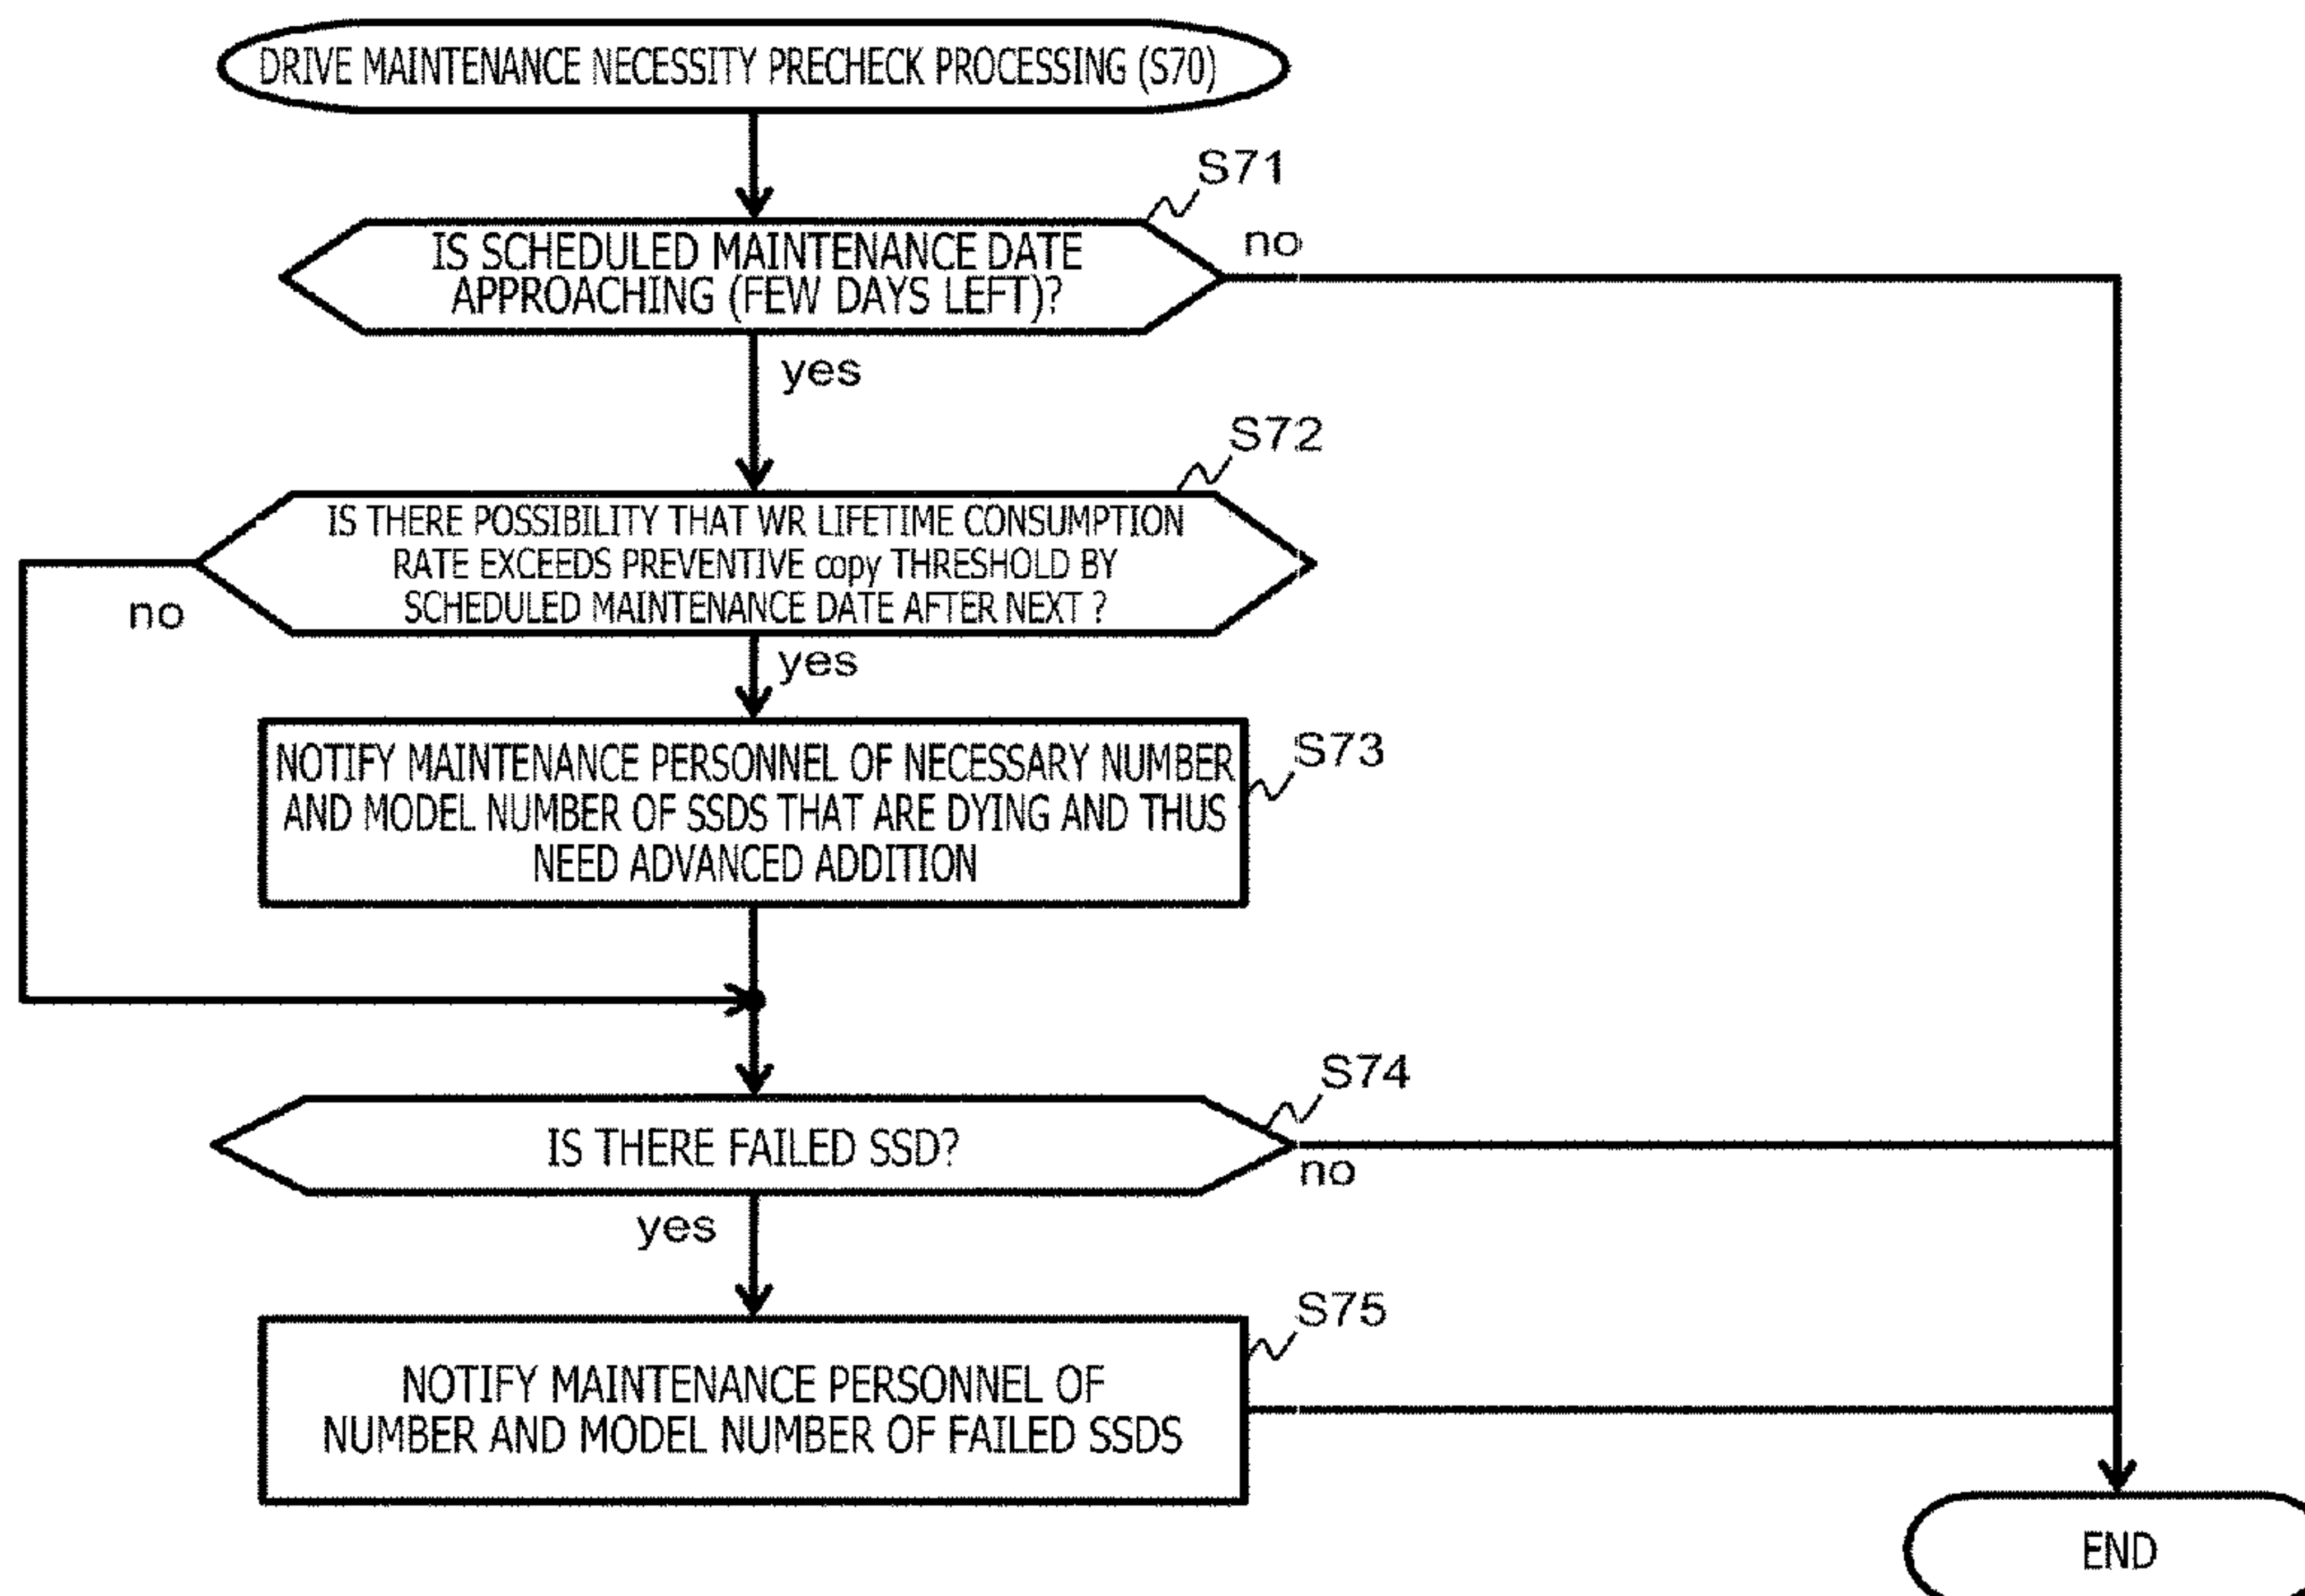 DRIVE MAINTENANCE NECESSITY PRECHECK PROCESSING (S70)
S71
IS SCHEDULED MAINTENANCE DATE
APPROACHING (FEW DAYS LEFT)?
no
yes
S72
IS THERE POSSIBILITY THAT WR LIFETIME CONSUMPTION
RATE EXCEEDS PREVENTIVE copy THRESHOLD BY
SCHEDULED MAINTENANCE DATE AFTER NEXT ?
no
yes
S73
NOTIFY MAINTENANCE PERSONNEL OF NECESSARY NUMBER
AND MODEL NUMBER OF SSDS THAT ARE DYING AND THUS
NEED ADVANCED ADDITION
S74
IS THERE FAILED SSD?
no
yes
S75
NOTIFY MAINTENANCE PERSONNEL OF
NUMBER AND MODEL NUMBER OF FAILED SSDS
END